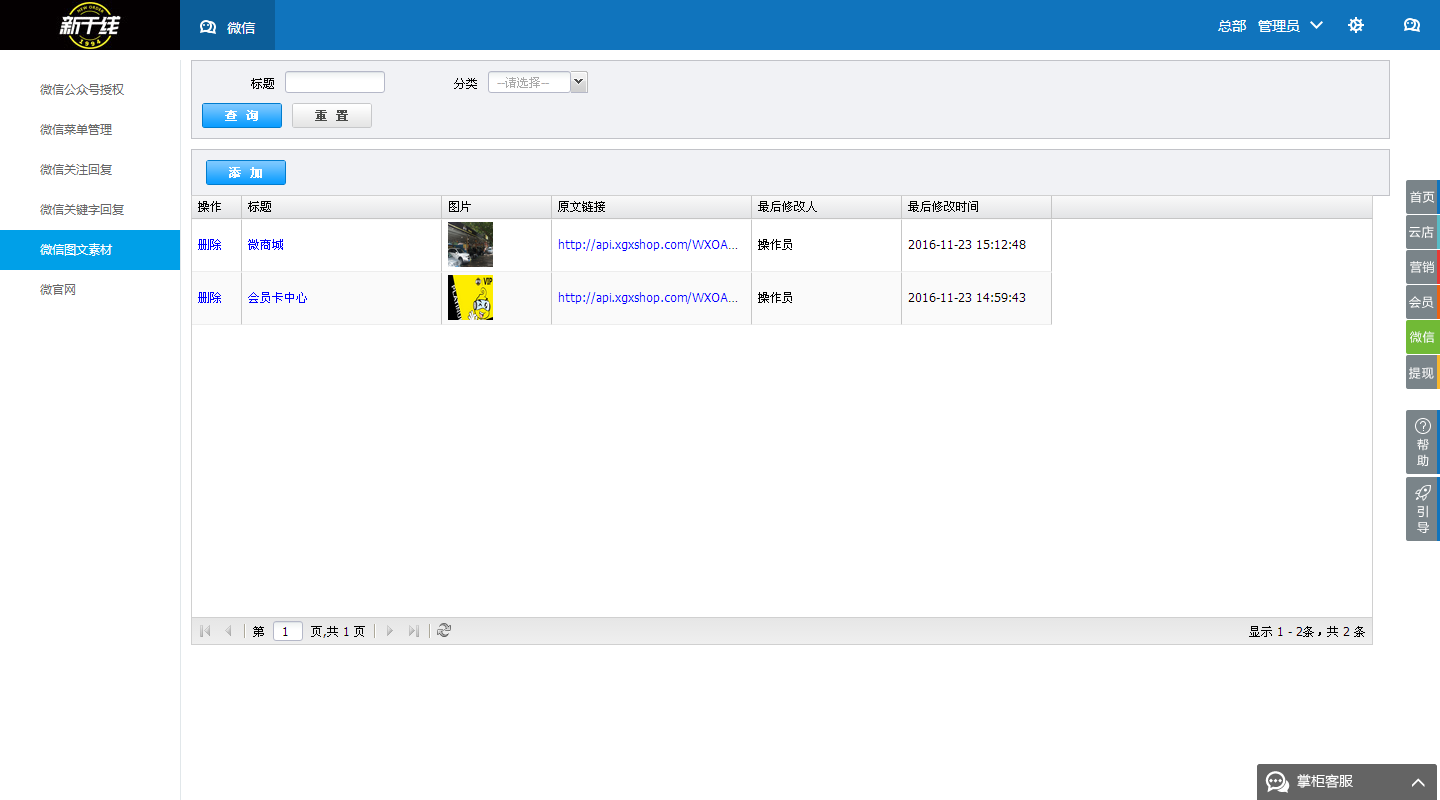 NEW ORDER
新干线
1994
微信
总部 管理员
微信公众号授权
微信菜单管理
微信关注回复
微信关键字回复
微信图文素材
微官网
标题
分类 --请选择--
查 询 重 置
添 加
操作 标题 图片 原文链接 最后修改人 最后修改时间
删除 微商城 http://api.xgxshop.com/WXOA... 操作员 2016-11-23 15:12:48
删除 会员卡中心 VIP http://api.xgxshop.com/WXOA... 操作员 2016-11-23 14:59:43
第 1 页,共 1 页
显示 1 - 2条，共 2 条
首页
云店
营销
会员
微信
提现
帮助
引导
掌柜客服